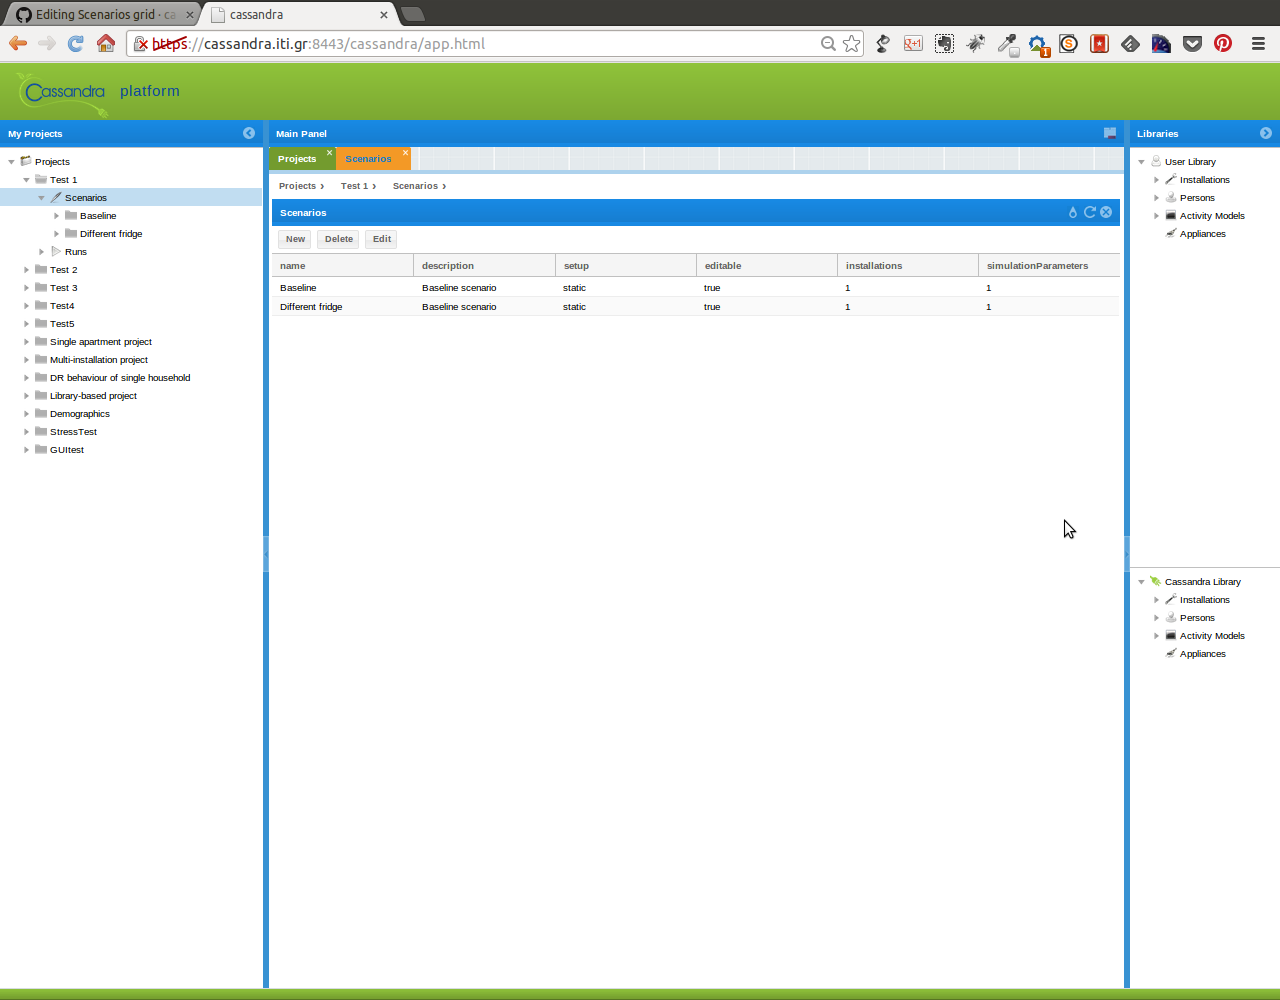 Editing Scenarios grid · ca
cassandra
https://cassandra.iti.gr:8443/cassandra/app.html
Cassandra platform
My Projects
Projects
Test 1
Scenarios
Baseline
Different fridge
Runs
Test 2
Test 3
Test4
Test5
Single apartment project
Multi-installation project
DR behaviour of single household
Library-based project
Demographics
StressTest
GUItest
Main Panel
Projects Scenarios
Projects › Test 1 › Scenarios ›
Scenarios
New Delete Edit
name description setup editable installations simulationParameters
Baseline Baseline scenario static true 1 1
Different fridge Baseline scenario static true 1 1
Libraries
User Library
Installations
Persons
Activity Models
Appliances
Cassandra Library
Installations
Persons
Activity Models
Appliances